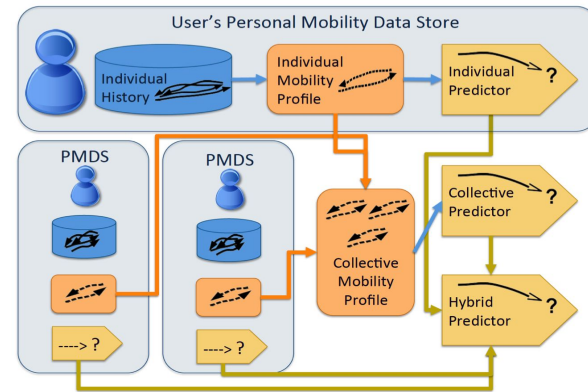 User's Personal Mobility Data Store
Individual
History
Individual
Mobility
Profile
?
Individual
Predictor
PMDS
PMDS
?
Collective
Predictor
Collective
Mobility
Profile
?
Hybrid
Predictor
----> ?
----> ?